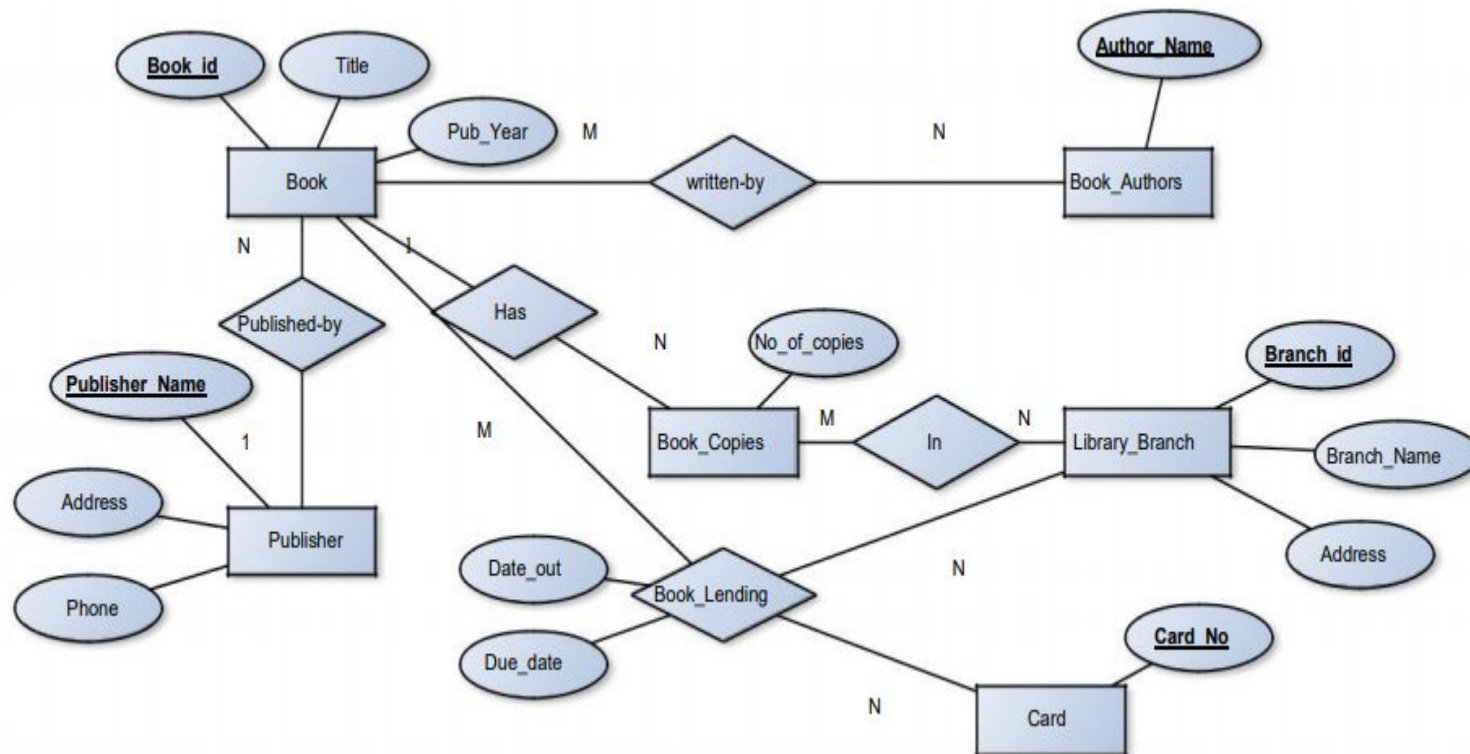 Author_Name
Book_id
Title
Pub_Year
M
N
Book
written-by
Book_Authors
N
1
Has
Published-by
N
No_of_copies
Branch_id
Publisher_Name
1
M
Book_Copies
M
In
N
Library_Branch
Branch_Name
Address
Publisher
Date_out
Address
N
Book_Lending
Phone
Due_date
Card_No
N
Card